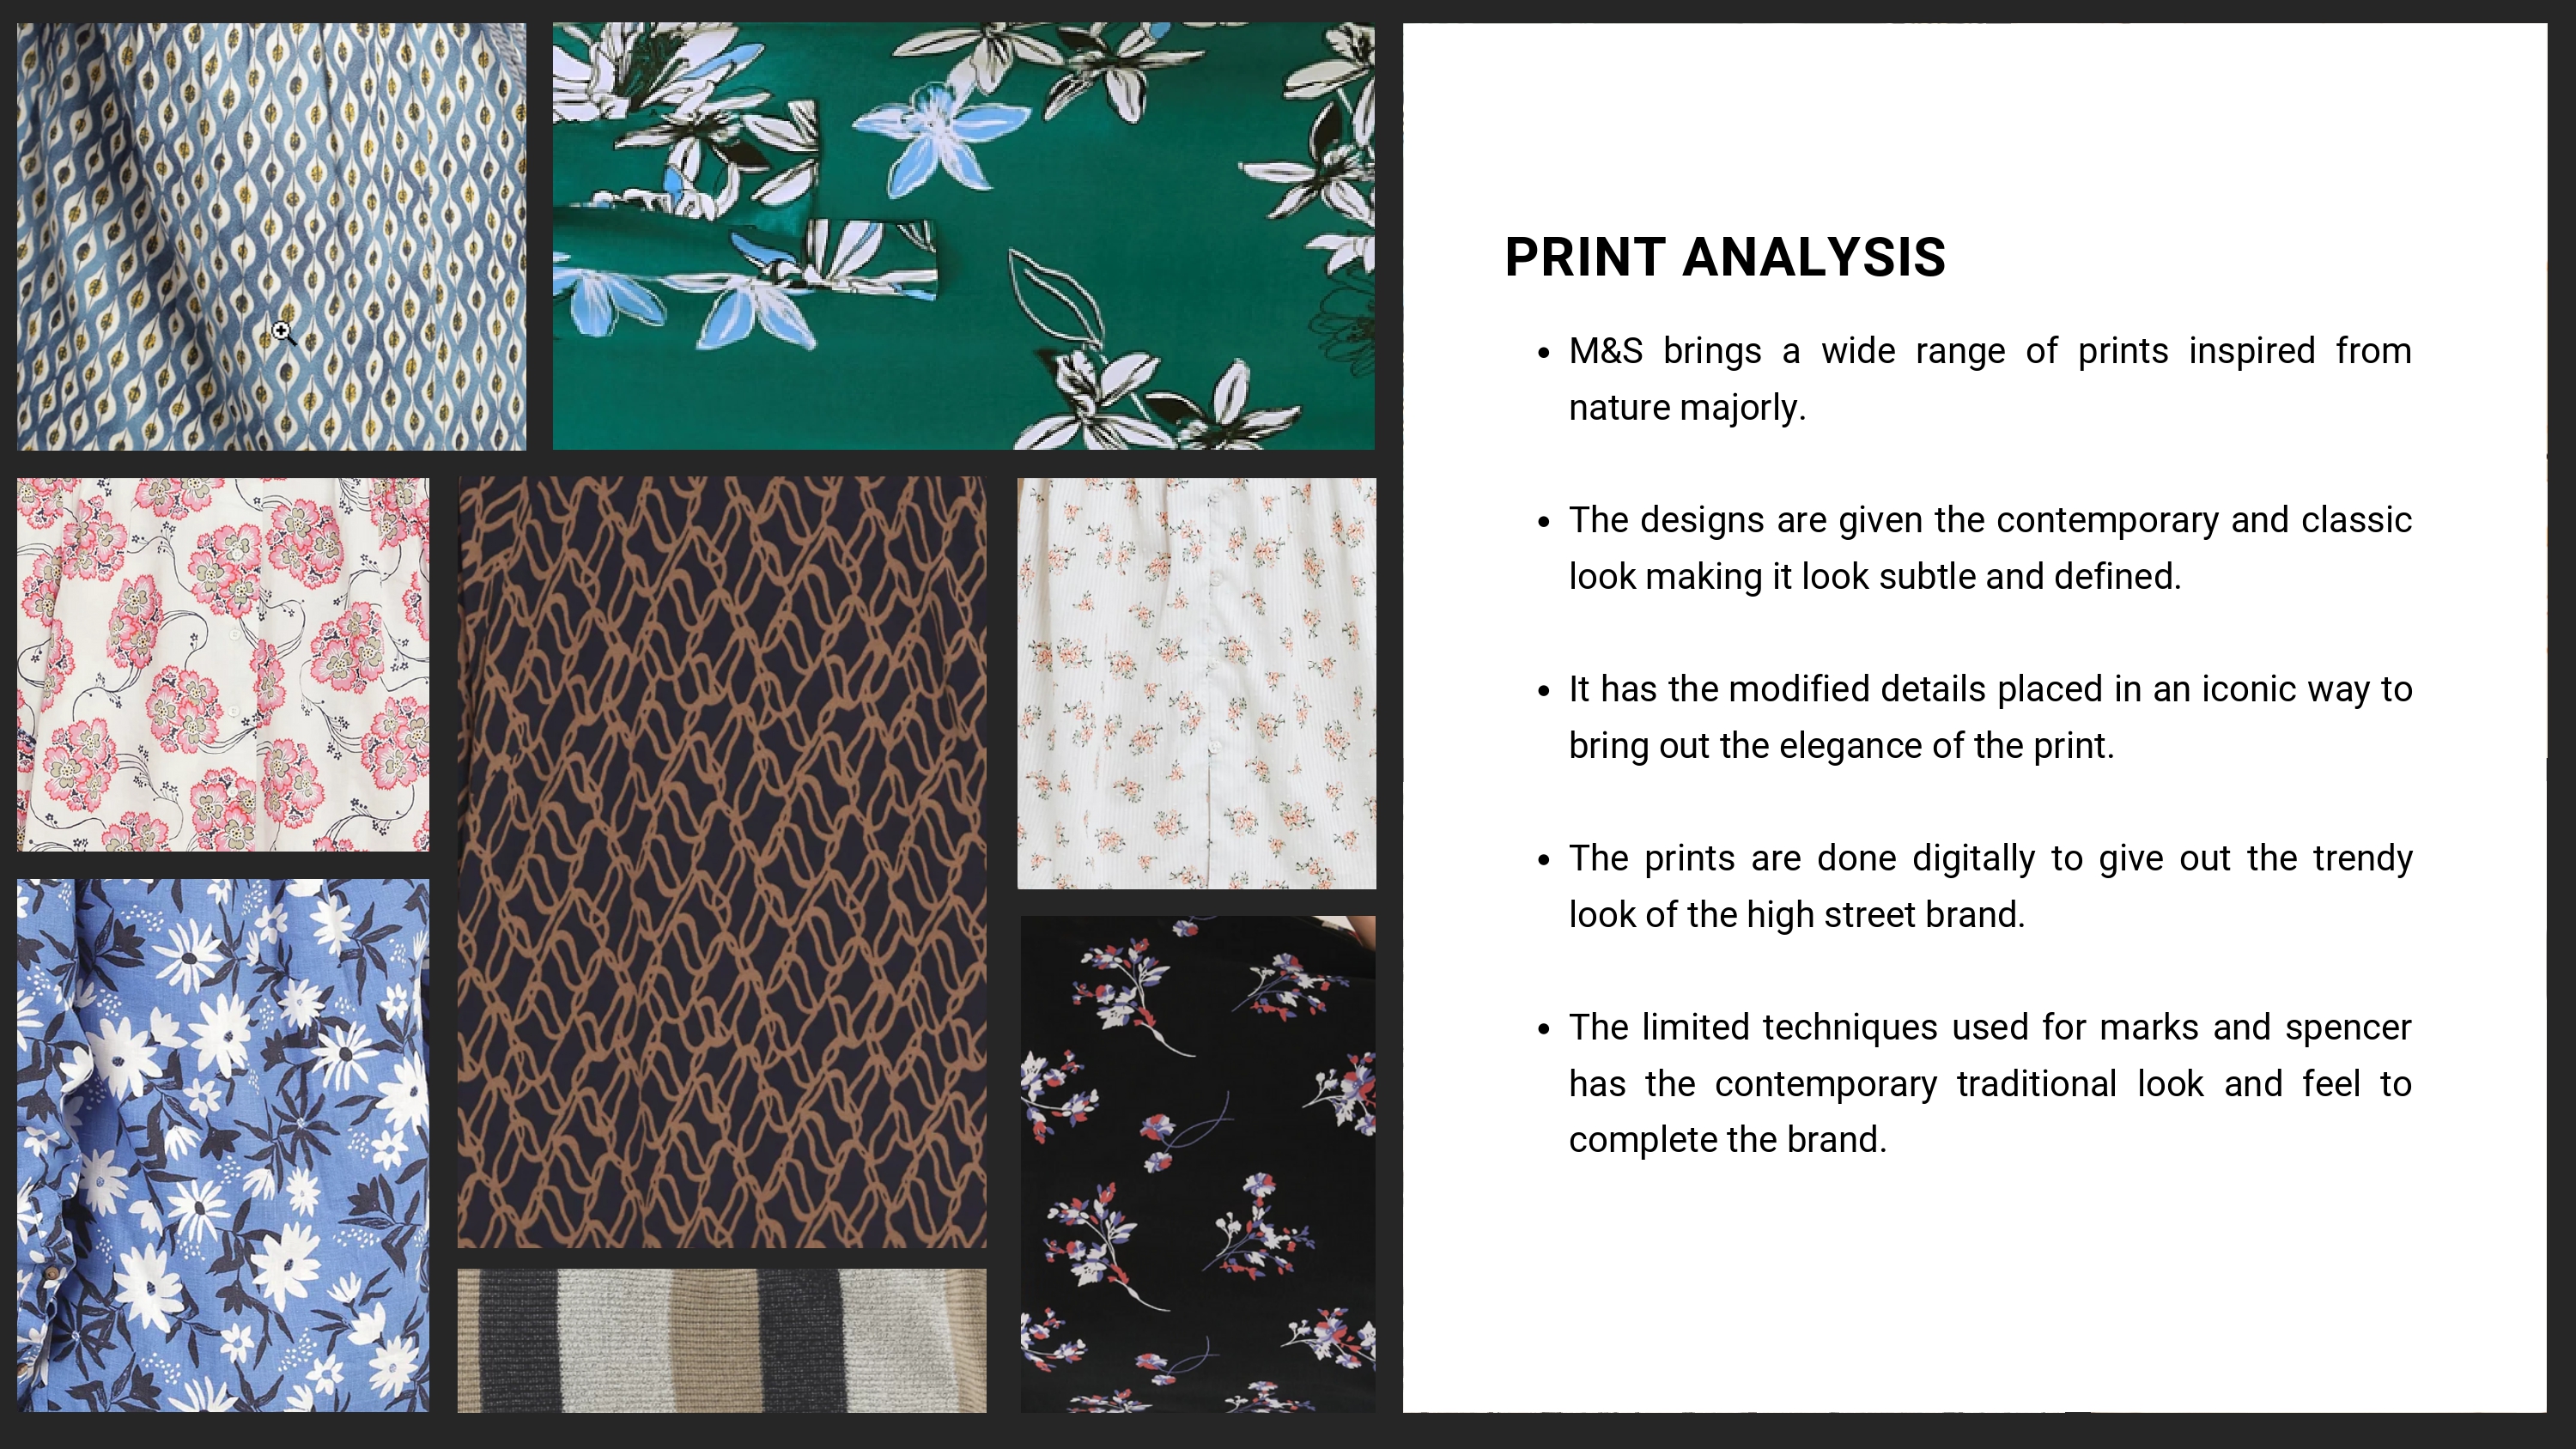 PRINT ANALYSIS
• M&S brings a wide range of prints inspired from
nature majorly.
• The designs are given the contemporary and classic
look making it look subtle and defined.
• It has the modified details placed in an iconic way to
bring out the elegance of the print.
• The prints are done digitally to give out the trendy
look of the high street brand.
• The limited techniques used for marks and spencer
has the contemporary traditional look and feel to
complete the brand.